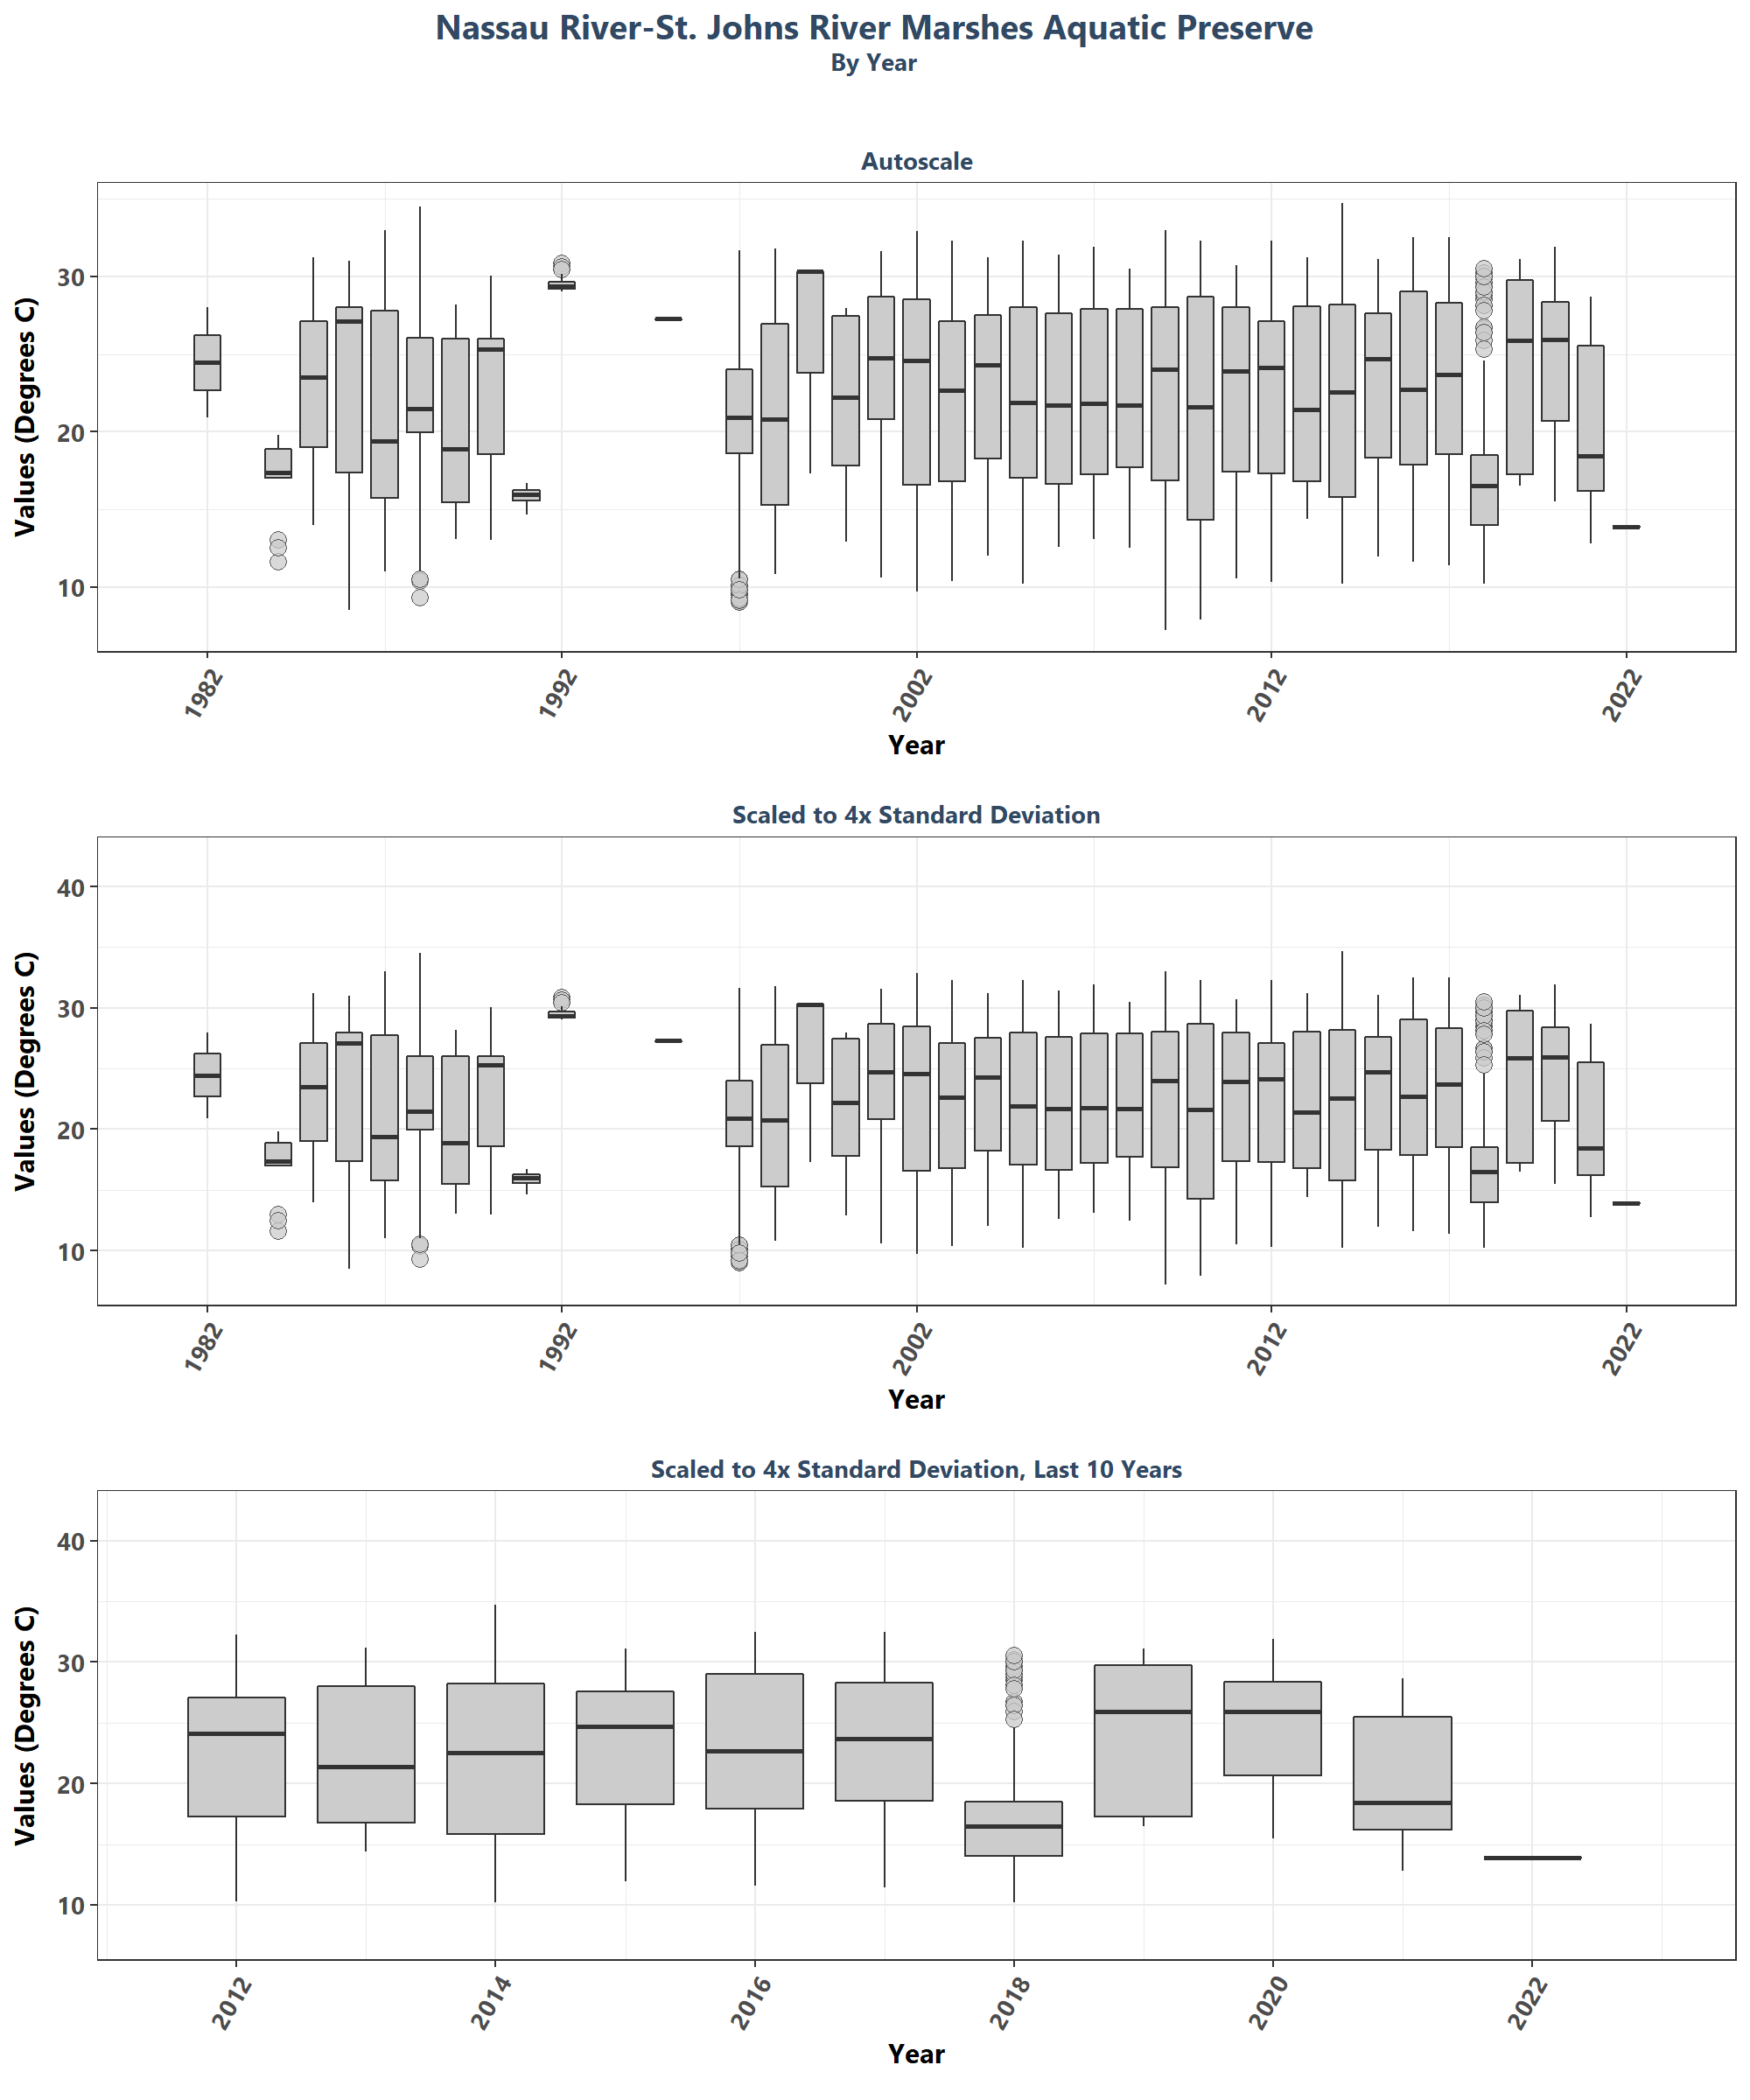 Nassau River-St. Johns River Marshes Aquatic Preserve
By Year
Autoscale
Values (Degrees C)
30
20
10
1982
1992
2002
2012
2022
Year
Scaled to 4x Standard Deviation
Values (Degrees C)
40
30
20
10
1982
1992
2002
2012
2022
Year
Scaled to 4x Standard Deviation, Last 10 Years
Values (Degrees C)
40
30
20
10
2012
2014
2016
2018
2020
2022
Year